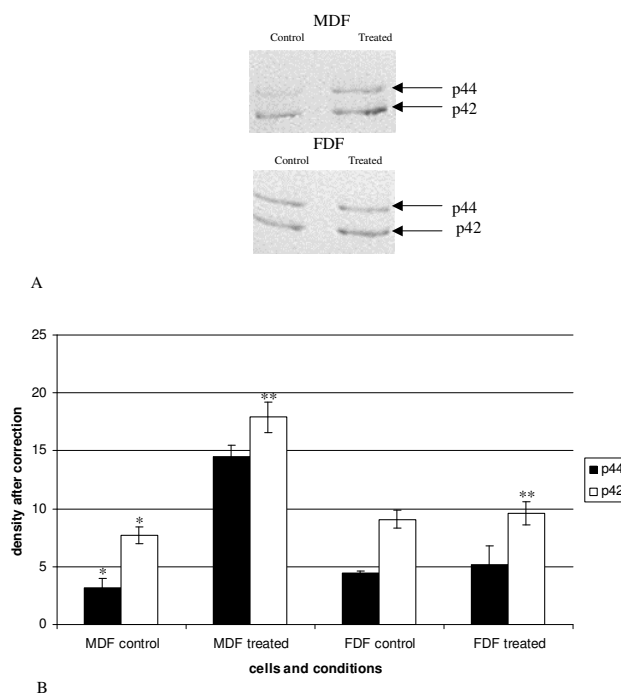 MDF
Control Treated
p44
p42
FDF
Control Treated
p44
p42
A
25
20
15
10
5
0
density after correction
*
*
**
**
p44
p42
MDF control MDF treated FDF control FDF treated
cells and conditions
B